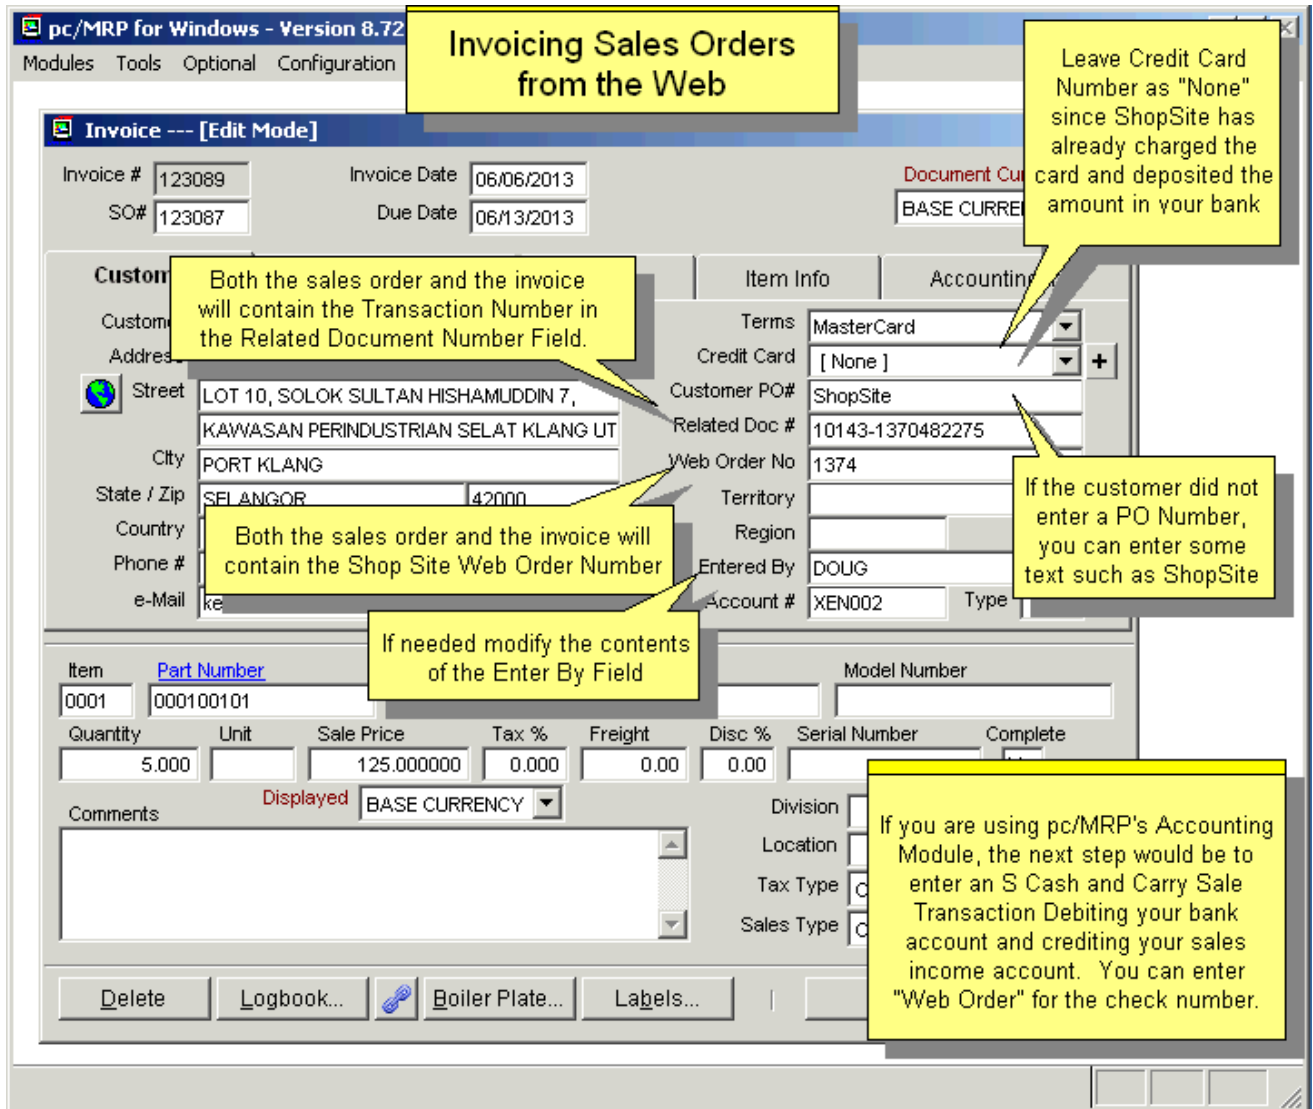 pc/MRP for Windows - Version 8.72
Invoicing Sales Orders
from the Web
Modules Tools Optional Configuration
Leave Credit Card
Number as "None"
since ShopSite has
already charged the
card and deposited the
amount in your bank
Invoice --- [Edit Mode]
Invoice # 123089 Invoice Date 06/06/2013
SO# 123087 Due Date 06/13/2013
Document
BASE
Both the sales order and the invoice
will contain the Transaction Number in
the Related Document Number Field.
Item Info
Terms MasterCard
Credit Card [ None ] +
Street LOT 10, SOLOK SULTAN HISHAMUDDIN 7,
Customer PO# ShopSite
KAWASAN PERINDUSTRIAN SELAT KLANG UT
Related Doc # 10143-1370482275
City PORT KLANG
Web Order No 1374
State / Zip SELANGOR 42000
Territory
Country
Region
Phone #
Entered By DOUG
e-Mail ke
Account # XEN002 Type
Both the sales order and the invoice will
contain the Shop Site Web Order Number
If the customer did not
enter a PO Number,
you can enter some
text such as ShopSite
If needed modify the contents
of the Enter By Field
Item Part Number Model Number
0001 000100101
Quantity Unit Sale Price Tax % Freight Disc % Serial Number Complete
5.000 125.000000 0.000 0.00 0.00
Comments Displayed BASE CURRENCY
Division
Location
Tax Type
Sales Type
If you are using pc/MRP's Accounting
Module, the next step would be to
enter an S Cash and Carry Sale
Transaction Debiting your bank
account and crediting your sales
income account. You can enter
"Web Order" for the check number.
Delete Logbook... Boiler Plate... Labels...